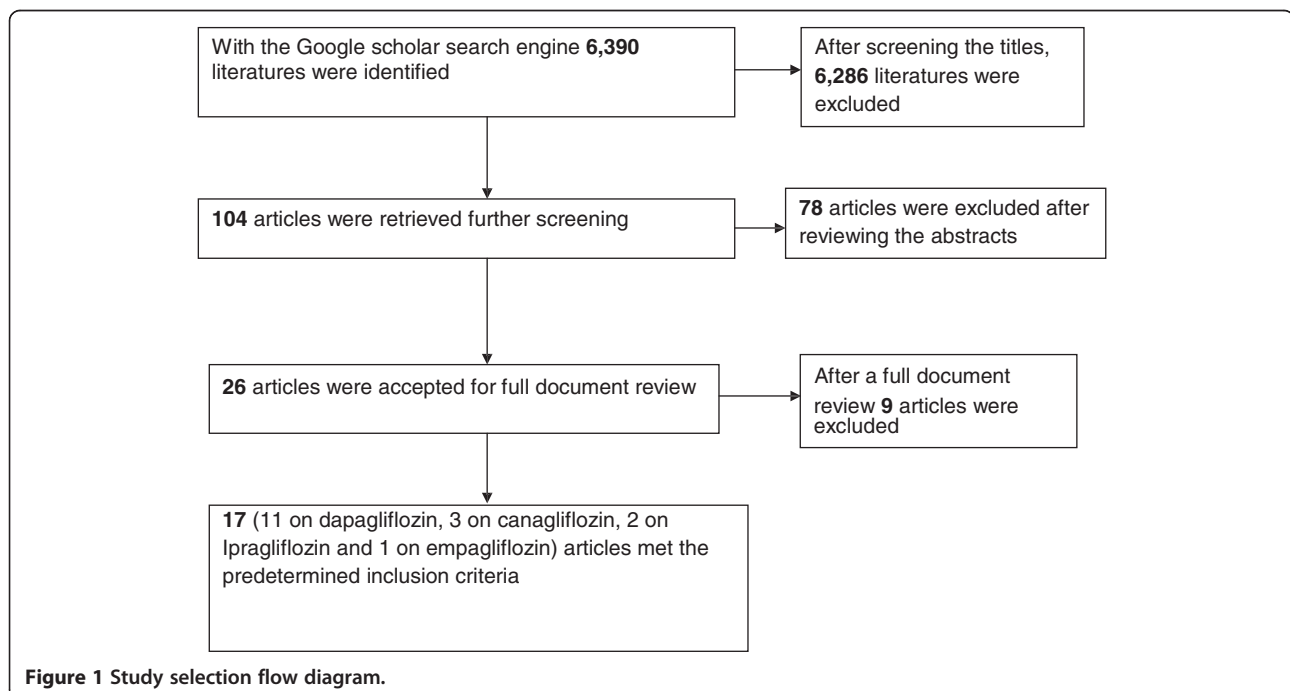 With the Google scholar search engine 6,390
literatures were identified
After screening the titles,
6,286 literatures were
excluded
104 articles were retrieved further screening
78 articles were excluded after
reviewing the abstracts
26 articles were accepted for full document review
After a full document
review 9 articles were
excluded
17 (11 on dapagliflozin, 3 on canagliflozin, 2 on
Ipragliflozin and 1 on empagliflozin) articles met the
predetermined inclusion criteria
Figure 1 Study selection flow diagram.